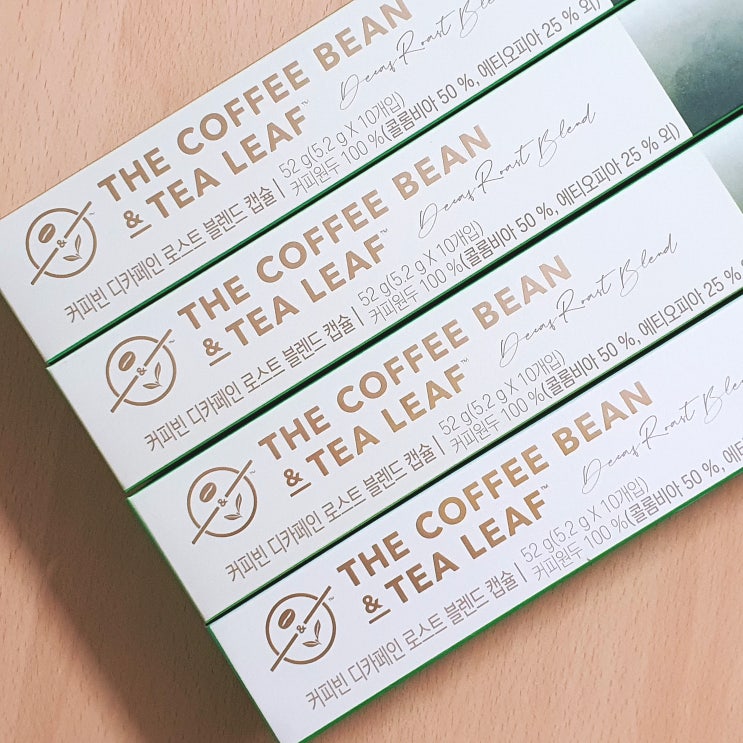 THE COFFEE BEAN
& TEA LEAF™
Decaf Roast
커피빈 디카페인 로스트 블렌드 캡슐 | 52 g(5.2 g X 10개입)
커피원두 100 %(콜롬비아 50 %, 에티오피아 25 % 외)
THE COFFEE BEAN
& TEA LEAF™
Decaf Roast Blend
커피빈 디카페인 로스트 블렌드 캡슐 | 52 g(5.2 g X 10개입)
커피원두 100 %(콜롬비아 50 %, 에티오피아 25 % 외)
THE COFFEE BEAN
& TEA LEAF™
Decaf Roast Blend
커피빈 디카페인 로스트 블렌드 캡슐 | 52 g(5.2 g X 10개입)
커피원두 100 %(콜롬비아 50 %, 에티오피아 25 %
THE COFFEE BEAN
& TEA LEAF™
Decaf Roast
커피빈 디카페인 로스트 블렌드 캡슐 | 52 g(5.2 g X 10개입)
커피원두 100 %(콜롬비아 50 %,